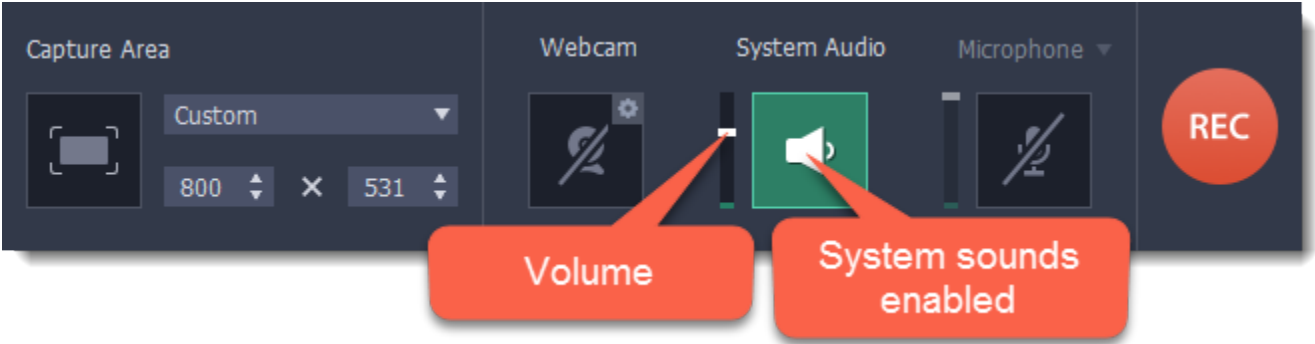 Capture Area
Webcam
System Audio
Microphone
Custom
800 × 531
REC
Volume
System sounds
enabled